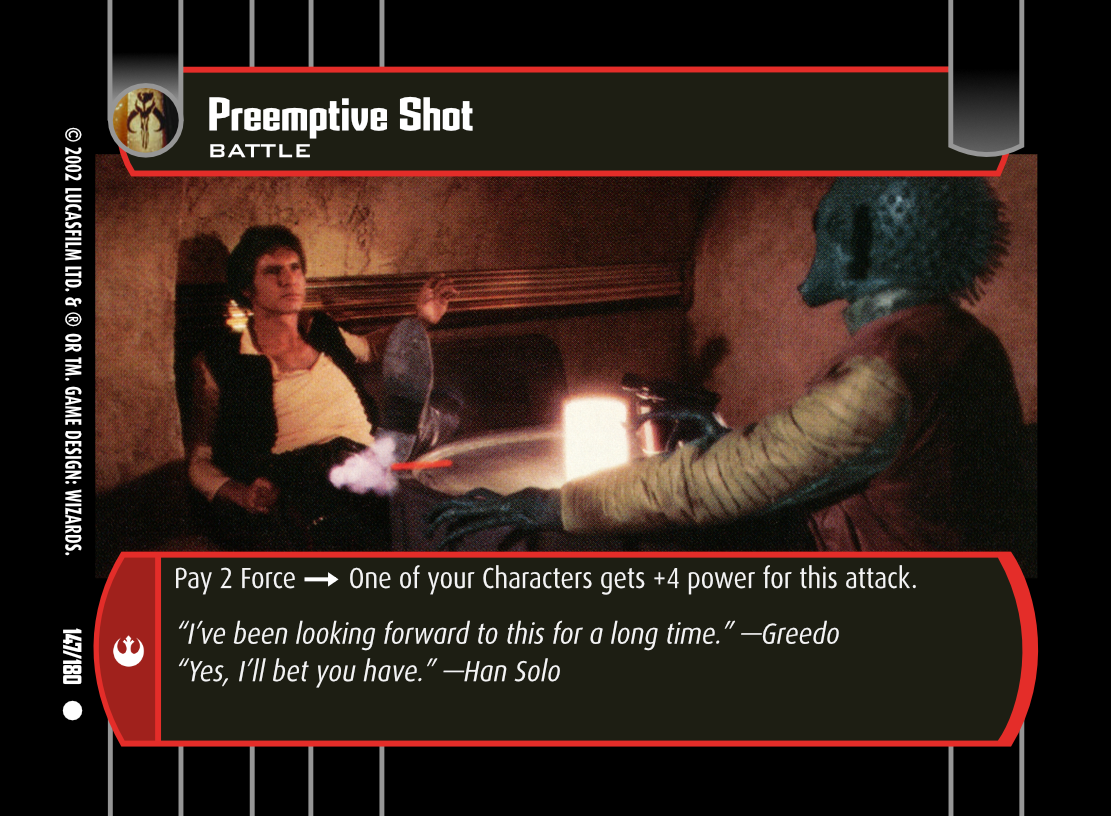 Preemptive Shot
BATTLE
Pay 2 Force → One of your Characters gets +4 power for this attack.
“I’ve been looking forward to this for a long time.” —Greedo
“Yes, I’ll bet you have.” —Han Solo
© 2002 LUCASFILM LTD. & ® OR TM. GAME DESIGN: WIZARDS.
147/180